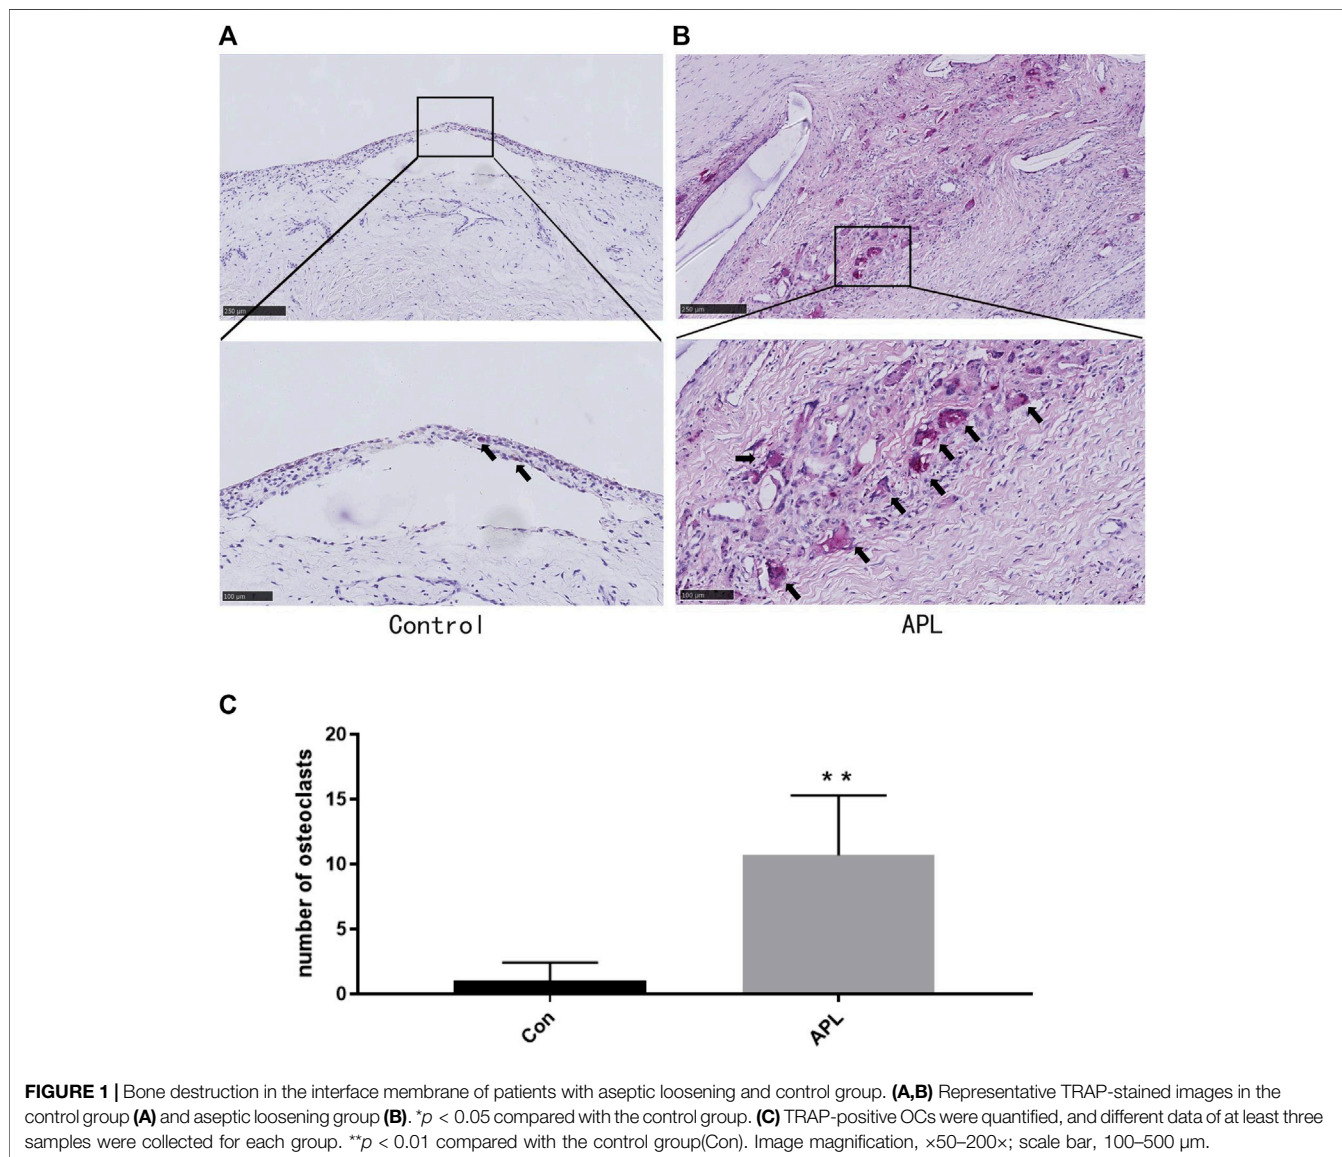 A
B
250 μm
250 μm
100 μm
100 μm
Control
APL
C
number of osteoclasts
20
15
10
5
0
**
Con
APL
FIGURE 1 | Bone destruction in the interface membrane of patients with aseptic loosening and control group. (A,B) Representative TRAP-stained images in the
control group (A) and aseptic loosening group (B). *p < 0.05 compared with the control group. (C) TRAP-positive OCs were quantified, and different data of at least three
samples were collected for each group. **p < 0.01 compared with the control group(Con). Image magnification, ×50–200×; scale bar, 100–500 μm.